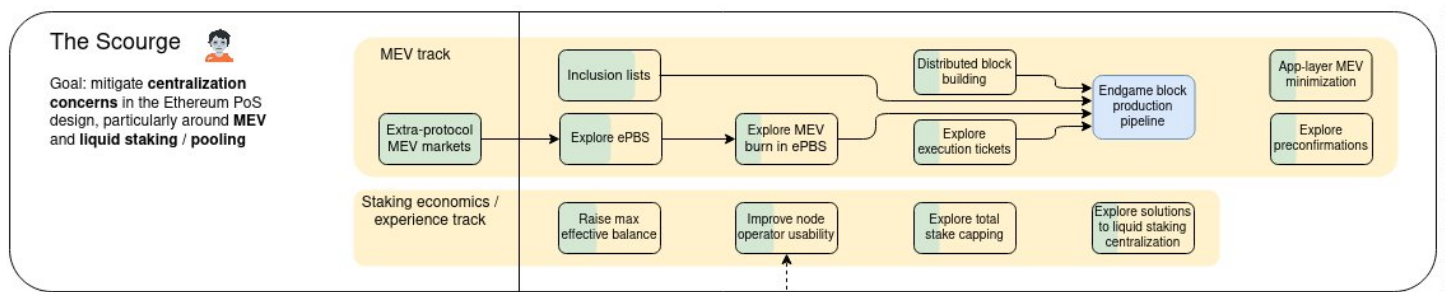 The Scourge
Goal: mitigate centralization
concerns in the Ethereum PoS
design, particularly around MEV
and liquid staking / pooling
MEV track
Extra-protocol
MEV markets
Inclusion lists
Explore ePBS
Explore MEV
burn in ePBS
Distributed block
building
Explore
execution tickets
Endgame block
production
pipeline
App-layer MEV
minimization
Explore
preconfirmations
Staking economics /
experience track
Raise max
effective balance
Improve node
operator usability
Explore total
stake capping
Explore solutions
to liquid staking
centralization